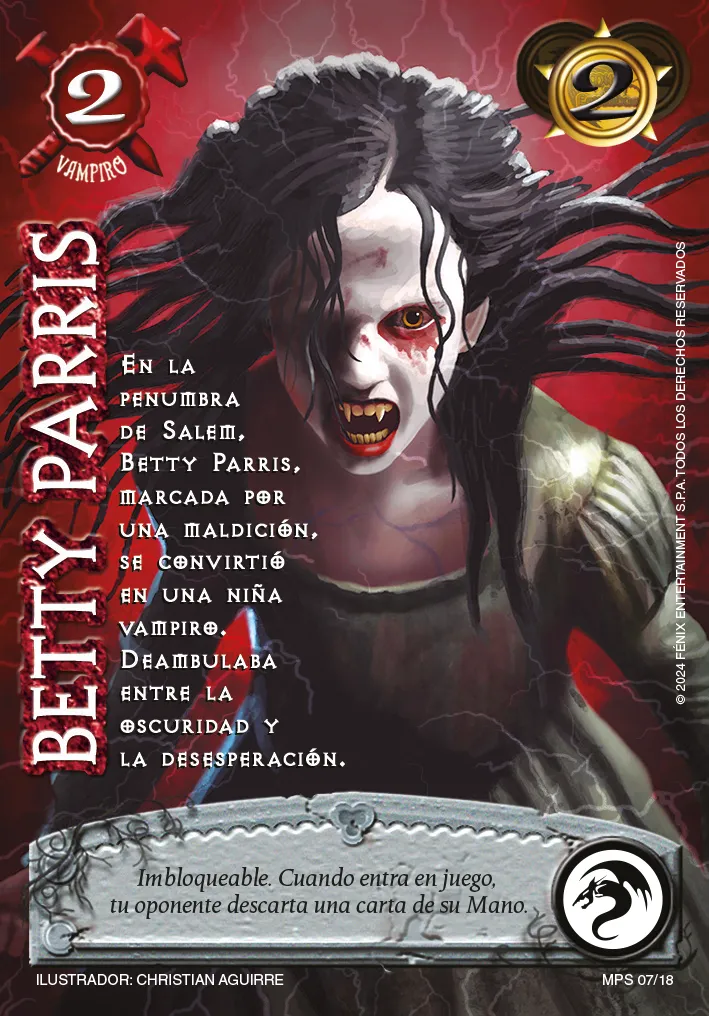 2
VAMPIRO
2
BETTY PARRIS
En la
penumbra
de Salem,
Betty Parris,
marcada por
una maldición,
se convirtió
en una niña
vampiro.
Deambulaba
entre la
oscuridad y
la desesperación.
© 2024 FÉNIX ENTERTAINMENT S.P.A. TODOS LOS DERECHOS RESERVADOS
Imbloqueable. Cuando entra en juego,
tu oponente descarta una carta de su Mano.
ILUSTRADOR: CHRISTIAN AGUIRRE
MPS 07/18